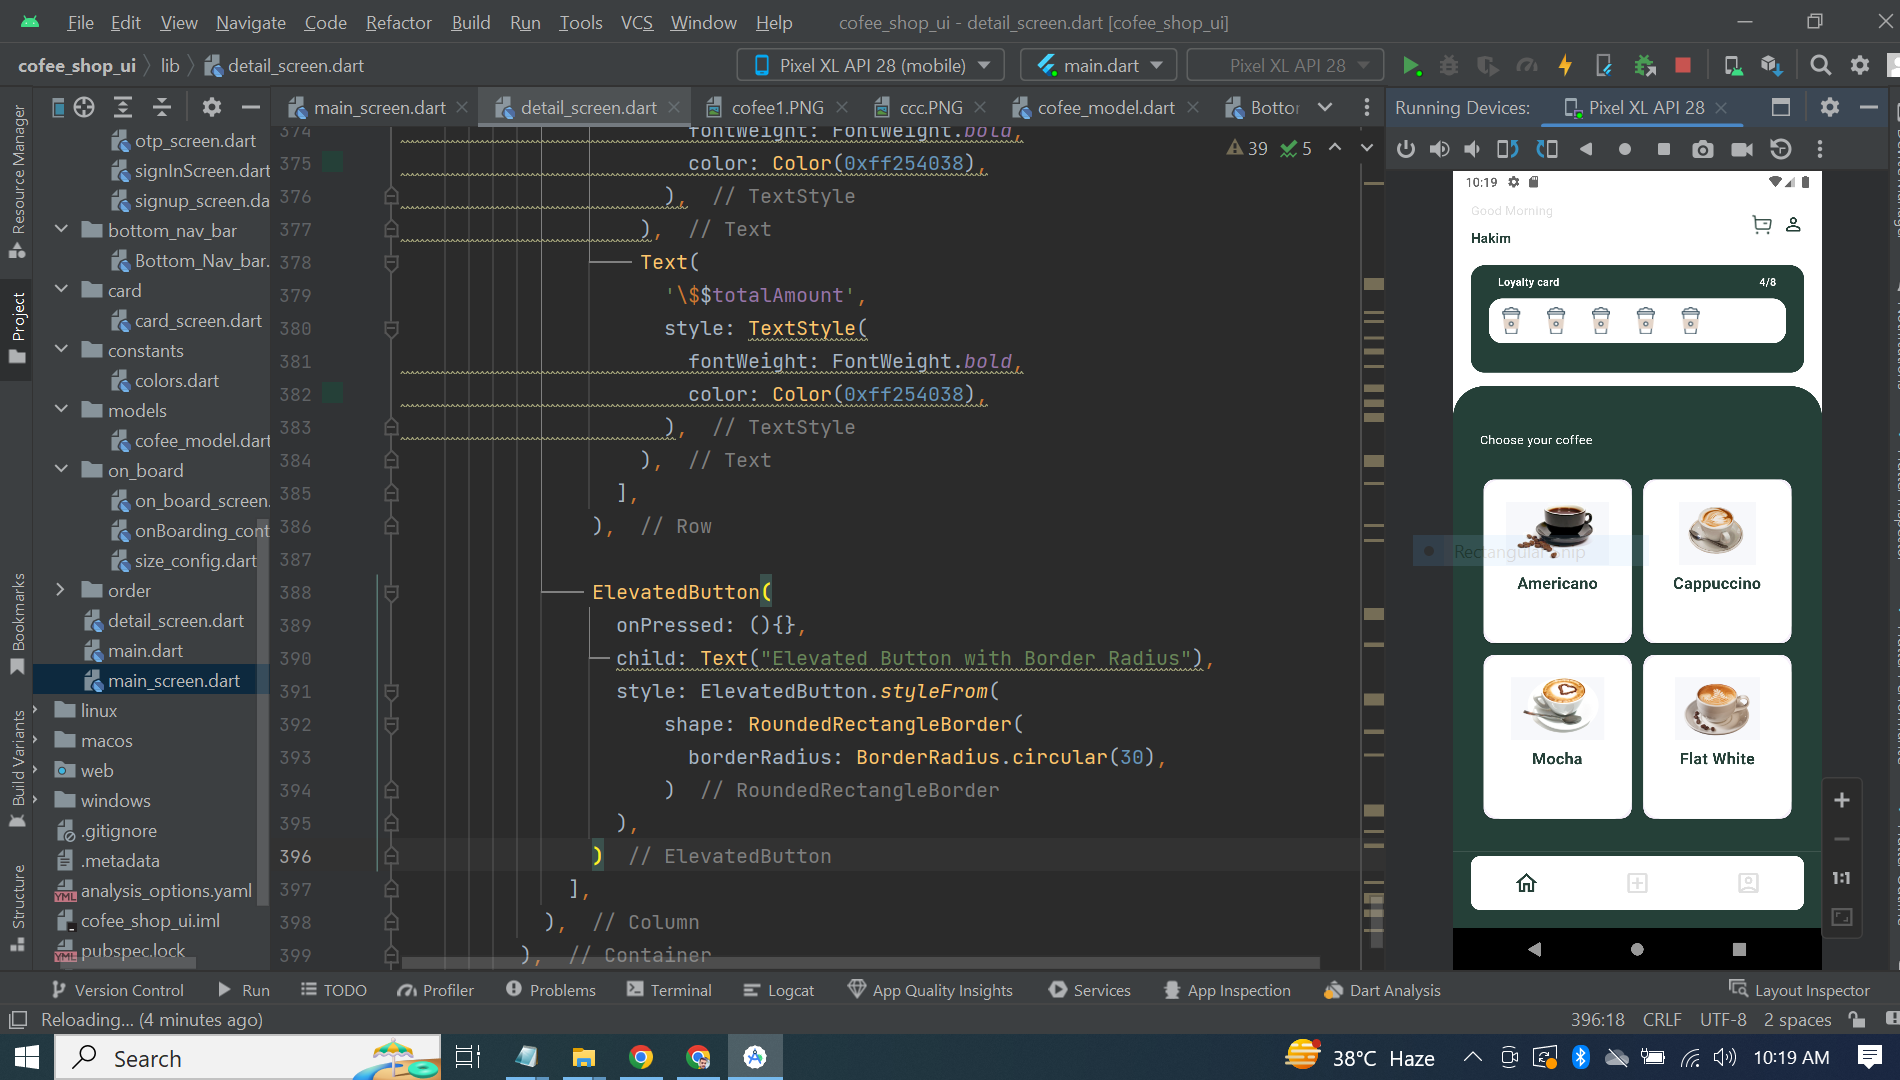 File Edit View Navigate Code Refactor Build Run Tools VCS Window Help cofee_shop_ui - detail_screen.dart [cofee_shop_ui]
cofee_shop_ui lib detail_screen.dart Pixel XL API 28 (mobile) main.dart Pixel XL API 28
main_screen.dart detail_screen.dart cofee1.PNG ccc.PNG cofee_model.dart Running Devices: Pixel XL API 28
Resource Manager
Project
Bookmarks
Build Variants
Structure
otp_screen.dart
signInScreen.dart
signup_screen.da
bottom_nav_bar
Bottom_Nav_bar.
card
card_screen.dart
constants
colors.dart
models
cofee_model.dart
on_board
on_board_screen.
onBoarding_cont
size_config.dart
order
detail_screen.dart
main.dart
main_screen.dart
linux
macos
web
windows
.gitignore
.metadata
analysis_options.yaml
cofee_shop_ui.iml
pubspec.lock
39 5
374 fontWeight: FontWeight.bold,
375 color: Color(0xff254038),
376 ), // TextStyle
377 ), // Text
378 Text(
379 '\$$totalAmount',
380 style: TextStyle(
381 fontWeight: FontWeight.bold,
382 color: Color(0xff254038),
383 ), // TextStyle
384 ), // Text
385 ],
386 ), // Row
387
388 ElevatedButton(
389 onPressed: (){},
390 child: Text("Elevated Button with Border Radius"),
391 style: ElevatedButton.styleFrom(
392 shape: RoundedRectangleBorder(
393 borderRadius: BorderRadius.circular(30),
394 ) // RoundedRectangleBorder
395 ),
396 ) // ElevatedButton
397 ],
398 ), // Column
399 ), // Container
10:19
Good Morning
Hakim
Loyalty card 4/8
Choose your coffee
Americano Cappuccino
Mocha Flat White
1:1
Version Control Run TODO Profiler Problems Terminal Logcat App Quality Insights Services App Inspection Dart Analysis Layout Inspector
Reloading... (4 minutes ago) 396:18 CRLF UTF-8 2 spaces
Search 38°C Haze 10:19 AM